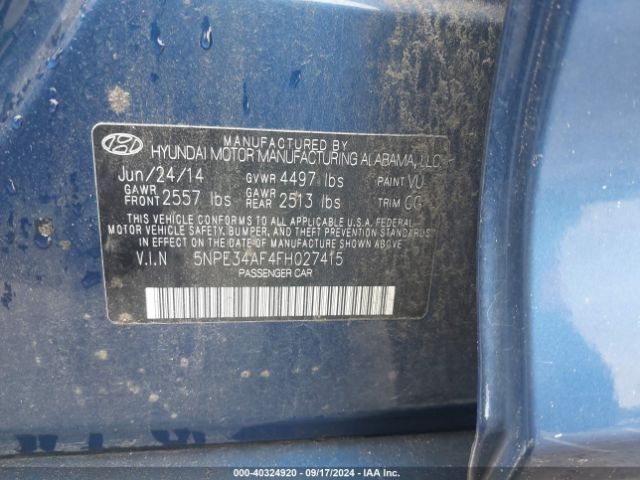 MANUFACTURED BY
HYUNDAI MOTOR MANUFACTURING ALABAMA, LLC
Jun/24/14 GVWR 4497 lbs PAINT VU
GAWR FRONT 2557 lbs GAWR REAR 2513 lbs TRIM GG
THIS VEHICLE CONFORMS TO ALL APPLICABLE U.S.A. FEDERAL
MOTOR VEHICLE SAFETY, BUMPER, AND THEFT PREVENTION STANDARDS
IN EFFECT ON THE DATE OF MANUFACTURE SHOWN ABOVE.
V.I.N 5NPE34AF4FH027415
PASSENGER CAR
000-40324920 - 09/17/2024 - IAA Inc.